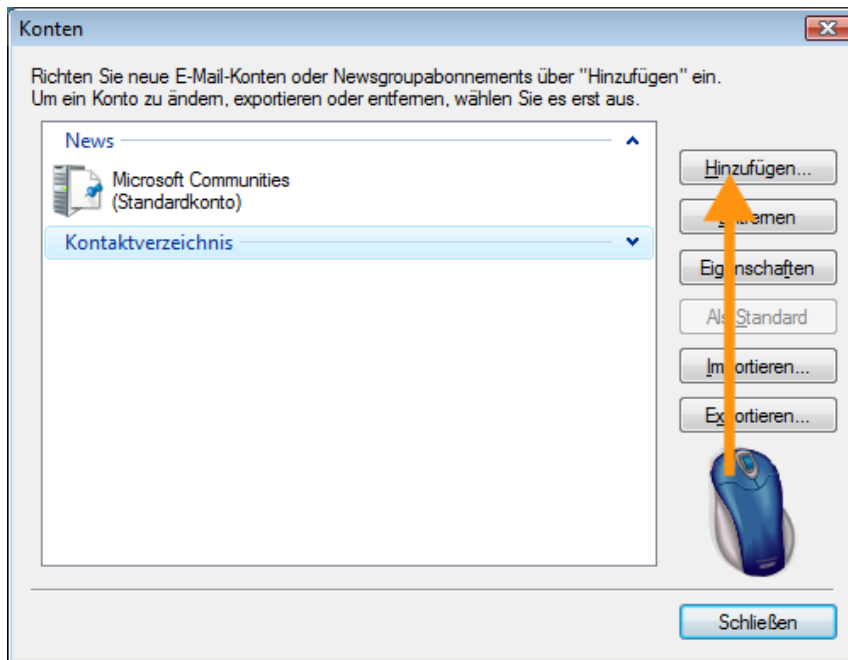 Konten
Richten Sie neue E-Mail-Konten oder Newsgroupabonnements über "Hinzufügen" ein.
Um ein Konto zu ändern, exportieren oder entfernen, wählen Sie es erst aus.
News
Microsoft Communities
(Standardkonto)
Kontaktverzeichnis
Hinzufügen...
Entfernen
Eigenschaften
Als Standard
Importieren...
Exportieren...
Schließen